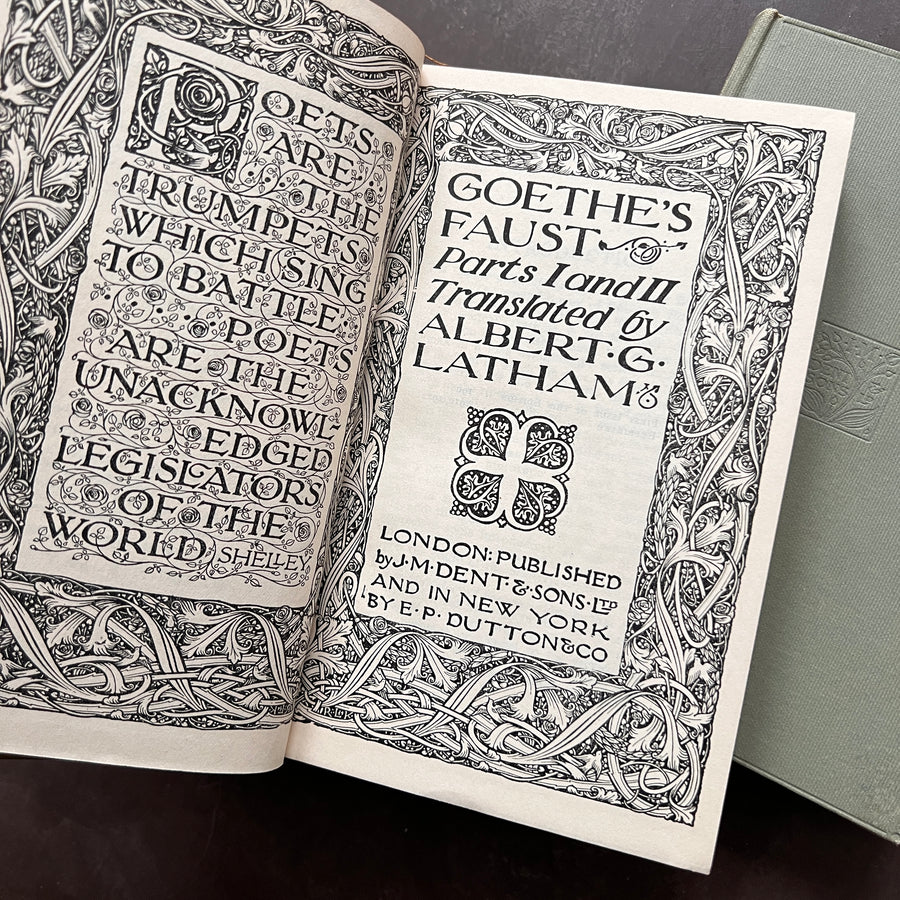 POETS
ARE
THE
TRUMPETS
WHICH SING
TO BATTLE
POETS
ARE THE
UNACKNOWL-
EDGED
LEGISLATORS
OF THE
WORLD SHELLEY
GOETHE'S
FAUST
Parts I and II
Translated by
ALBERT·G·
LATHAM
LONDON: PUBLISHED
by J·M·DENT·&·SONS·LTD
AND IN NEW YORK
BY E·P·DUTTON&CO